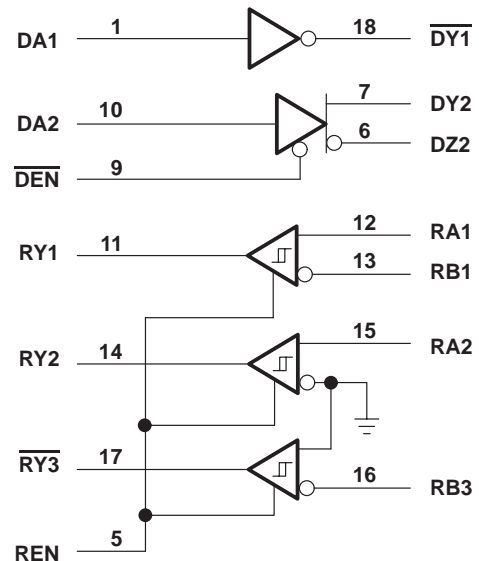 DA1 1 18 DY1
7 DY2
DA2 10
6 DZ2
DEN 9
12 RA1
RY1 11
13 RB1
15 RA2
RY2 14
RY3 17
16 RB3
REN 5